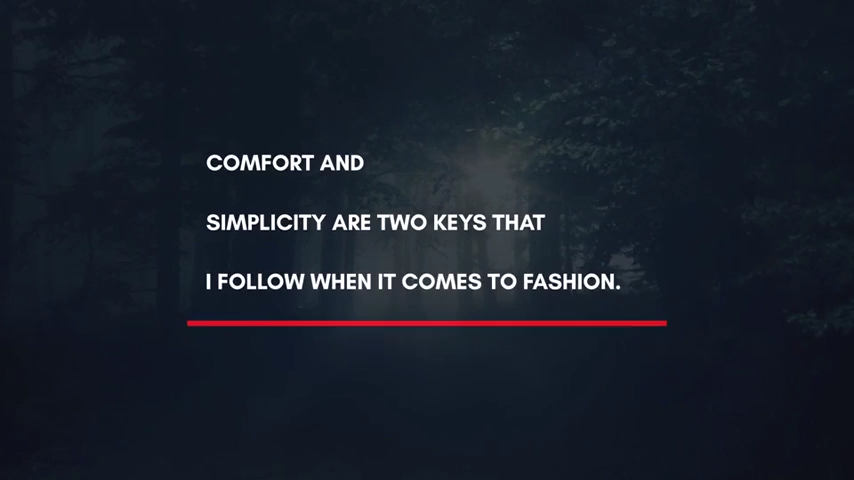 COMFORT AND
SIMPLICITY ARE TWO KEYS THAT
I FOLLOW WHEN IT COMES TO FASHION.